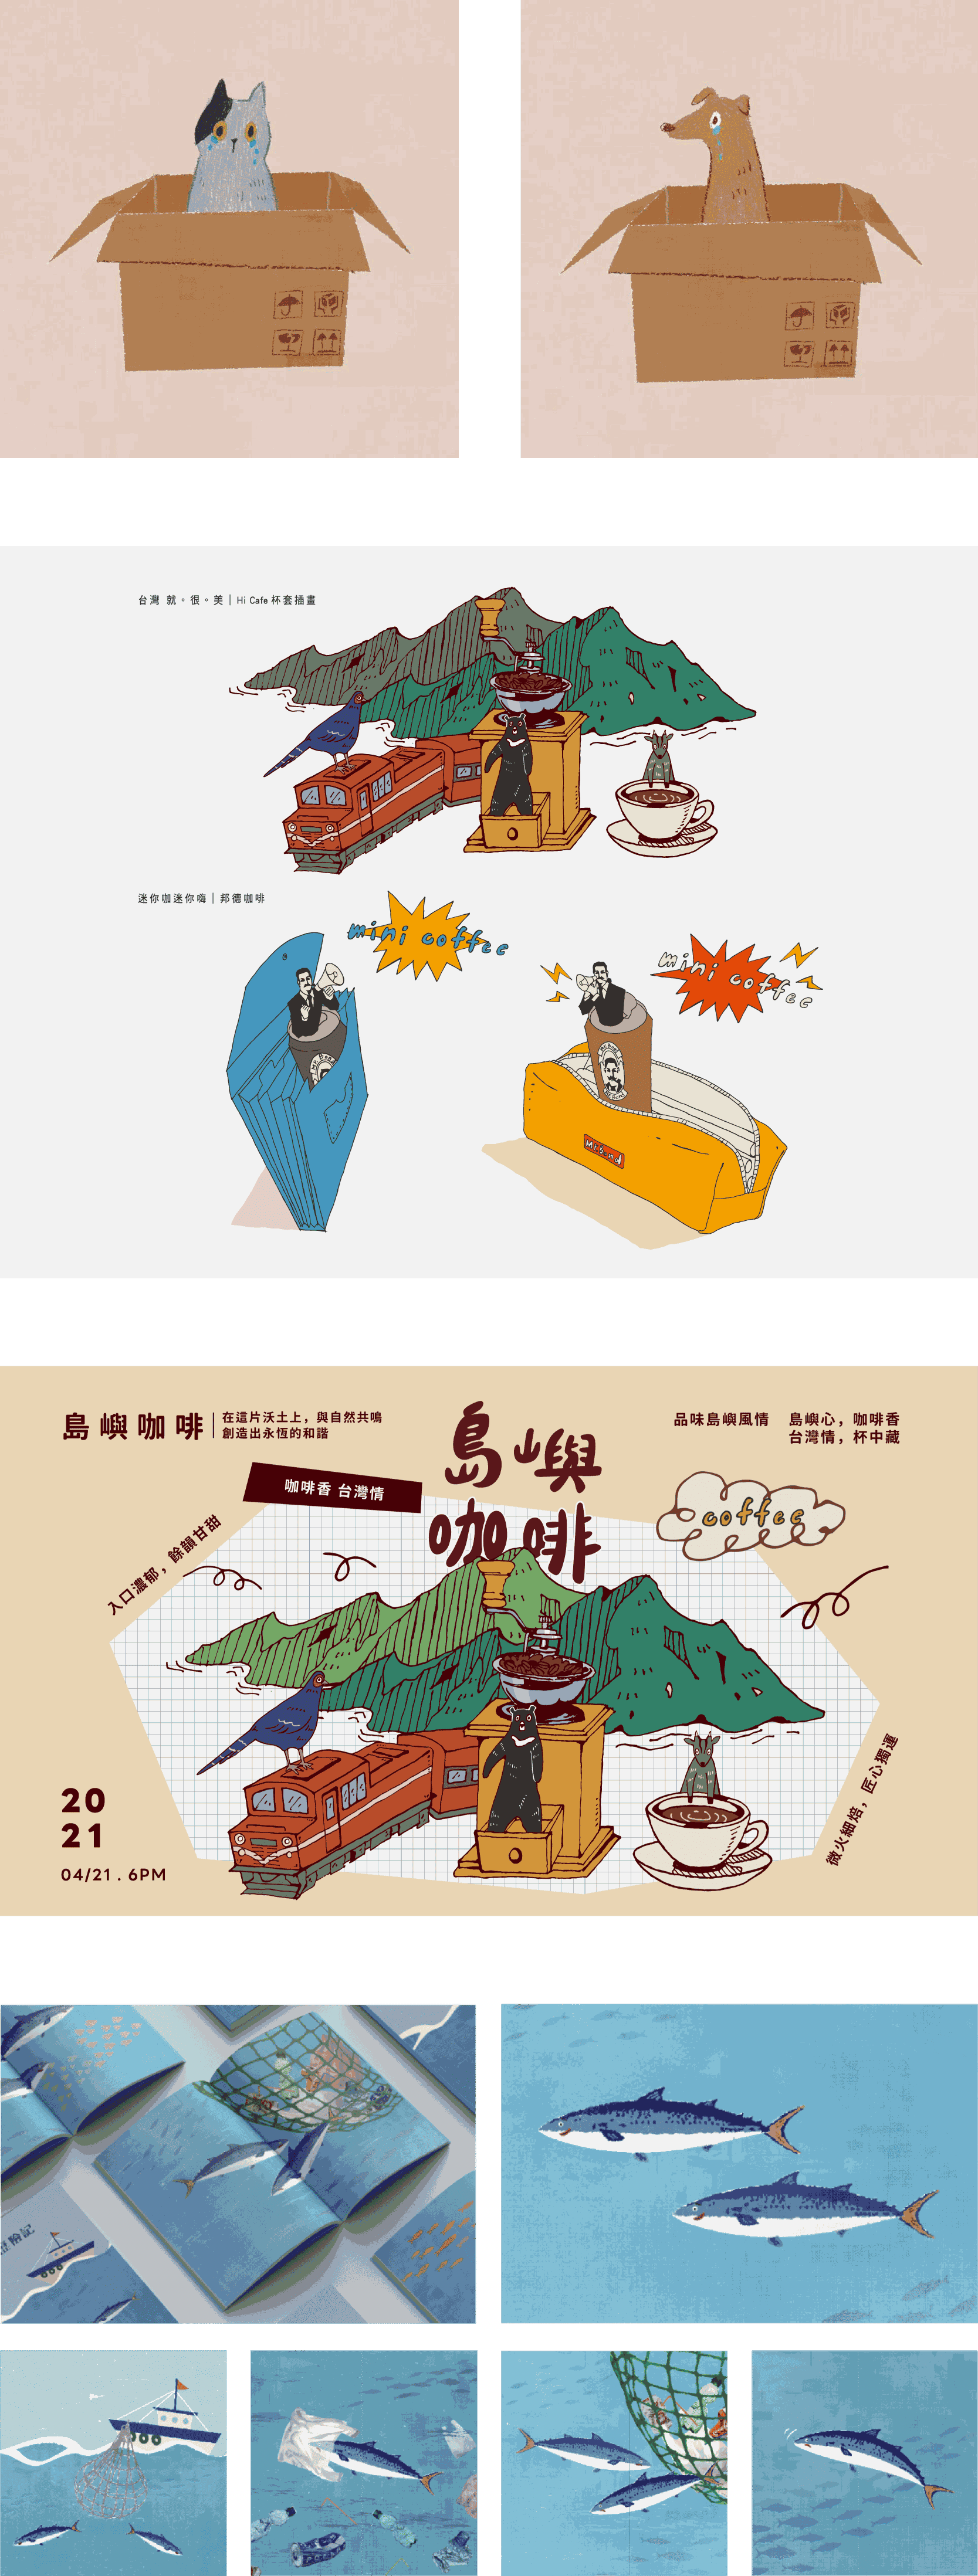 台灣 就。很。美｜Hi Cafe 杯套插畫
迷你咖迷你嗨｜邦德咖啡
mini coffee
mini coffee
Mr.Bond
島嶼咖啡
在這片沃土上，與自然共鳴
創造出永恆的和諧
島嶼
咖啡
品味島嶼風情
島嶼心，咖啡香
台灣情，杯中藏
咖啡香 台灣情
coffee
入口濃郁，餘韻甘甜
微火細焙，匠心獨運
20
21
04/21 . 6PM
險記